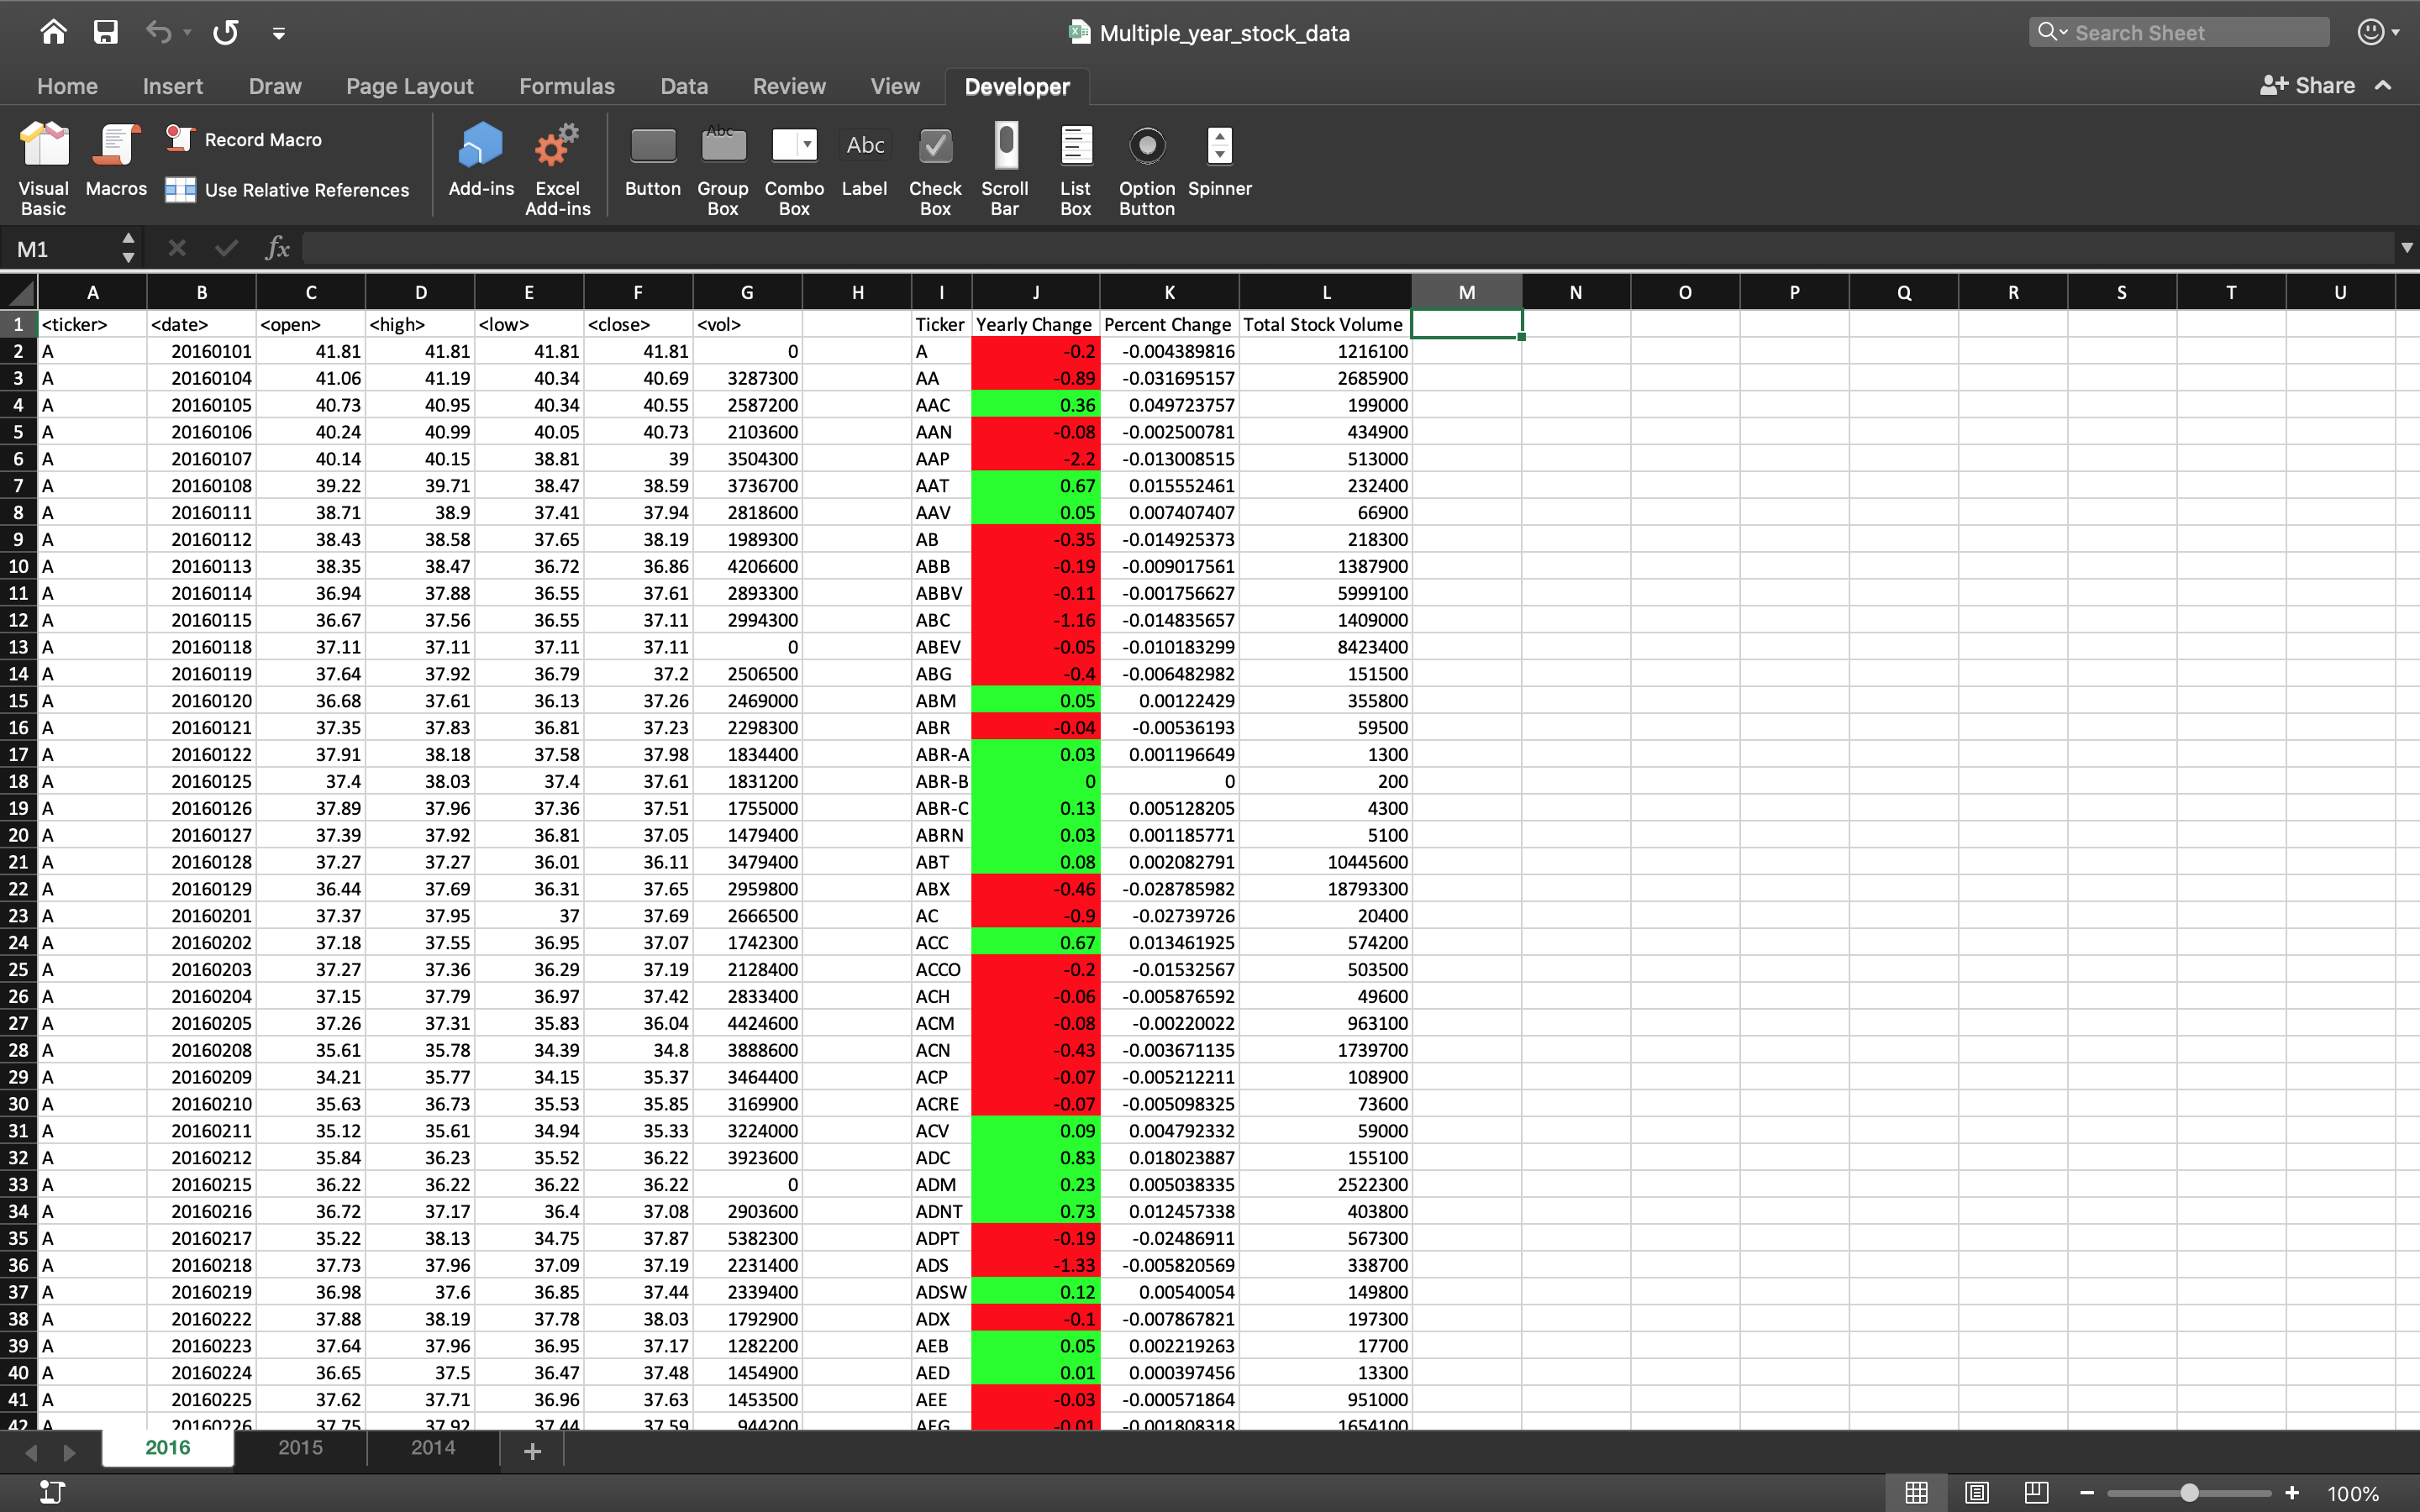 Multiple_year_stock_data
Search Sheet
Home Insert Draw Page Layout Formulas Data Review View Developer Share
Visual Basic
Macros
Record Macro
Use Relative References
Add-ins
Excel Add-ins
Button
Group Box
Abc
Combo Box
Abc
Label
Check Box
Scroll Bar
List Box
Option Button
Spinner
M1 fx
A B C D E F G H I J K L M N O P Q R S T U
1 <ticker> <date> <open> <high> <low> <close> <vol> Ticker Yearly Change Percent Change Total Stock Volume
2 A 20160101 41.81 41.81 41.81 41.81 0 A -0.2 -0.004389816 1216100
3 A 20160104 41.06 41.19 40.34 40.69 3287300 AA -0.89 -0.031695157 2685900
4 A 20160105 40.73 40.95 40.34 40.55 2587200 AAC 0.36 0.049723757 199000
5 A 20160106 40.24 40.99 40.05 40.73 2103600 AAN -0.08 -0.002500781 434900
6 A 20160107 40.14 40.15 38.81 39 3504300 AAP -2.2 -0.013008515 513000
7 A 20160108 39.22 39.71 38.47 38.59 3736700 AAT 0.67 0.015552461 232400
8 A 20160111 38.71 38.9 37.41 37.94 2818600 AAV 0.05 0.007407407 66900
9 A 20160112 38.43 38.58 37.65 38.19 1989300 AB -0.35 -0.014925373 218300
10 A 20160113 38.35 38.47 36.72 36.86 4206600 ABB -0.19 -0.009017561 1387900
11 A 20160114 36.94 37.88 36.55 37.61 2893300 ABBV -0.11 -0.001756627 5999100
12 A 20160115 36.67 37.56 36.55 37.11 2994300 ABC -1.16 -0.014835657 1409000
13 A 20160118 37.11 37.11 37.11 37.11 0 ABEV -0.05 -0.010183299 8423400
14 A 20160119 37.64 37.92 36.79 37.2 2506500 ABG -0.4 -0.006482982 151500
15 A 20160120 36.68 37.61 36.13 37.26 2469000 ABM 0.05 0.00122429 355800
16 A 20160121 37.35 37.83 36.81 37.23 2298300 ABR -0.04 -0.00536193 59500
17 A 20160122 37.91 38.18 37.58 37.98 1834400 ABR-A 0.03 0.001196649 1300
18 A 20160125 37.4 38.03 37.4 37.61 1831200 ABR-B 0 0 200
19 A 20160126 37.89 37.96 37.36 37.51 1755000 ABR-C 0.13 0.005128205 4300
20 A 20160127 37.39 37.92 36.81 37.05 1479400 ABRN 0.03 0.001185771 5100
21 A 20160128 37.27 37.27 36.01 36.11 3479400 ABT 0.08 0.002082791 10445600
22 A 20160129 36.44 37.69 36.31 37.65 2959800 ABX -0.46 -0.028785982 18793300
23 A 20160201 37.37 37.95 37 37.69 2666500 AC -0.9 -0.02739726 20400
24 A 20160202 37.18 37.55 36.95 37.07 1742300 ACC 0.67 0.013461925 574200
25 A 20160203 37.27 37.36 36.29 37.19 2128400 ACCO -0.2 -0.01532567 503500
26 A 20160204 37.15 37.79 36.97 37.42 2833400 ACH -0.06 -0.005876592 49600
27 A 20160205 37.26 37.31 35.83 36.04 4424600 ACM -0.08 -0.00220022 963100
28 A 20160208 35.61 35.78 34.39 34.8 3888600 ACN -0.43 -0.003671135 1739700
29 A 20160209 34.21 35.77 34.15 35.37 3464400 ACP -0.07 -0.005212211 108900
30 A 20160210 35.63 36.73 35.53 35.85 3169900 ACRE -0.07 -0.005098325 73600
31 A 20160211 35.12 35.61 34.94 35.33 3224000 ACV 0.09 0.004792332 59000
32 A 20160212 35.84 36.23 35.52 36.22 3923600 ADC 0.83 0.018023887 155100
33 A 20160215 36.22 36.22 36.22 36.22 0 ADM 0.23 0.005038335 2522300
34 A 20160216 36.72 37.17 36.4 37.08 2903600 ADNT 0.73 0.012457338 403800
35 A 20160217 35.22 38.13 34.75 37.87 5382300 ADPT -0.19 -0.02486911 567300
36 A 20160218 37.73 37.96 37.09 37.19 2231400 ADS -1.33 -0.005820569 338700
37 A 20160219 36.98 37.6 36.85 37.44 2339400 ADSW 0.12 0.00540054 149800
38 A 20160222 37.88 38.19 37.78 38.03 1792900 ADX -0.1 -0.007867821 197300
39 A 20160223 37.64 37.96 36.95 37.17 1282200 AEB 0.05 0.002219263 17700
40 A 20160224 36.65 37.5 36.47 37.48 1454900 AED 0.01 0.000397456 13300
41 A 20160225 37.62 37.71 36.96 37.63 1453500 AEE -0.03 -0.000571864 951000
42 A 20160226 37.75 37.92 37.44 37.59 944200 AEG -0.01 -0.001808318 1654100
2016 2015 2014 +
100%